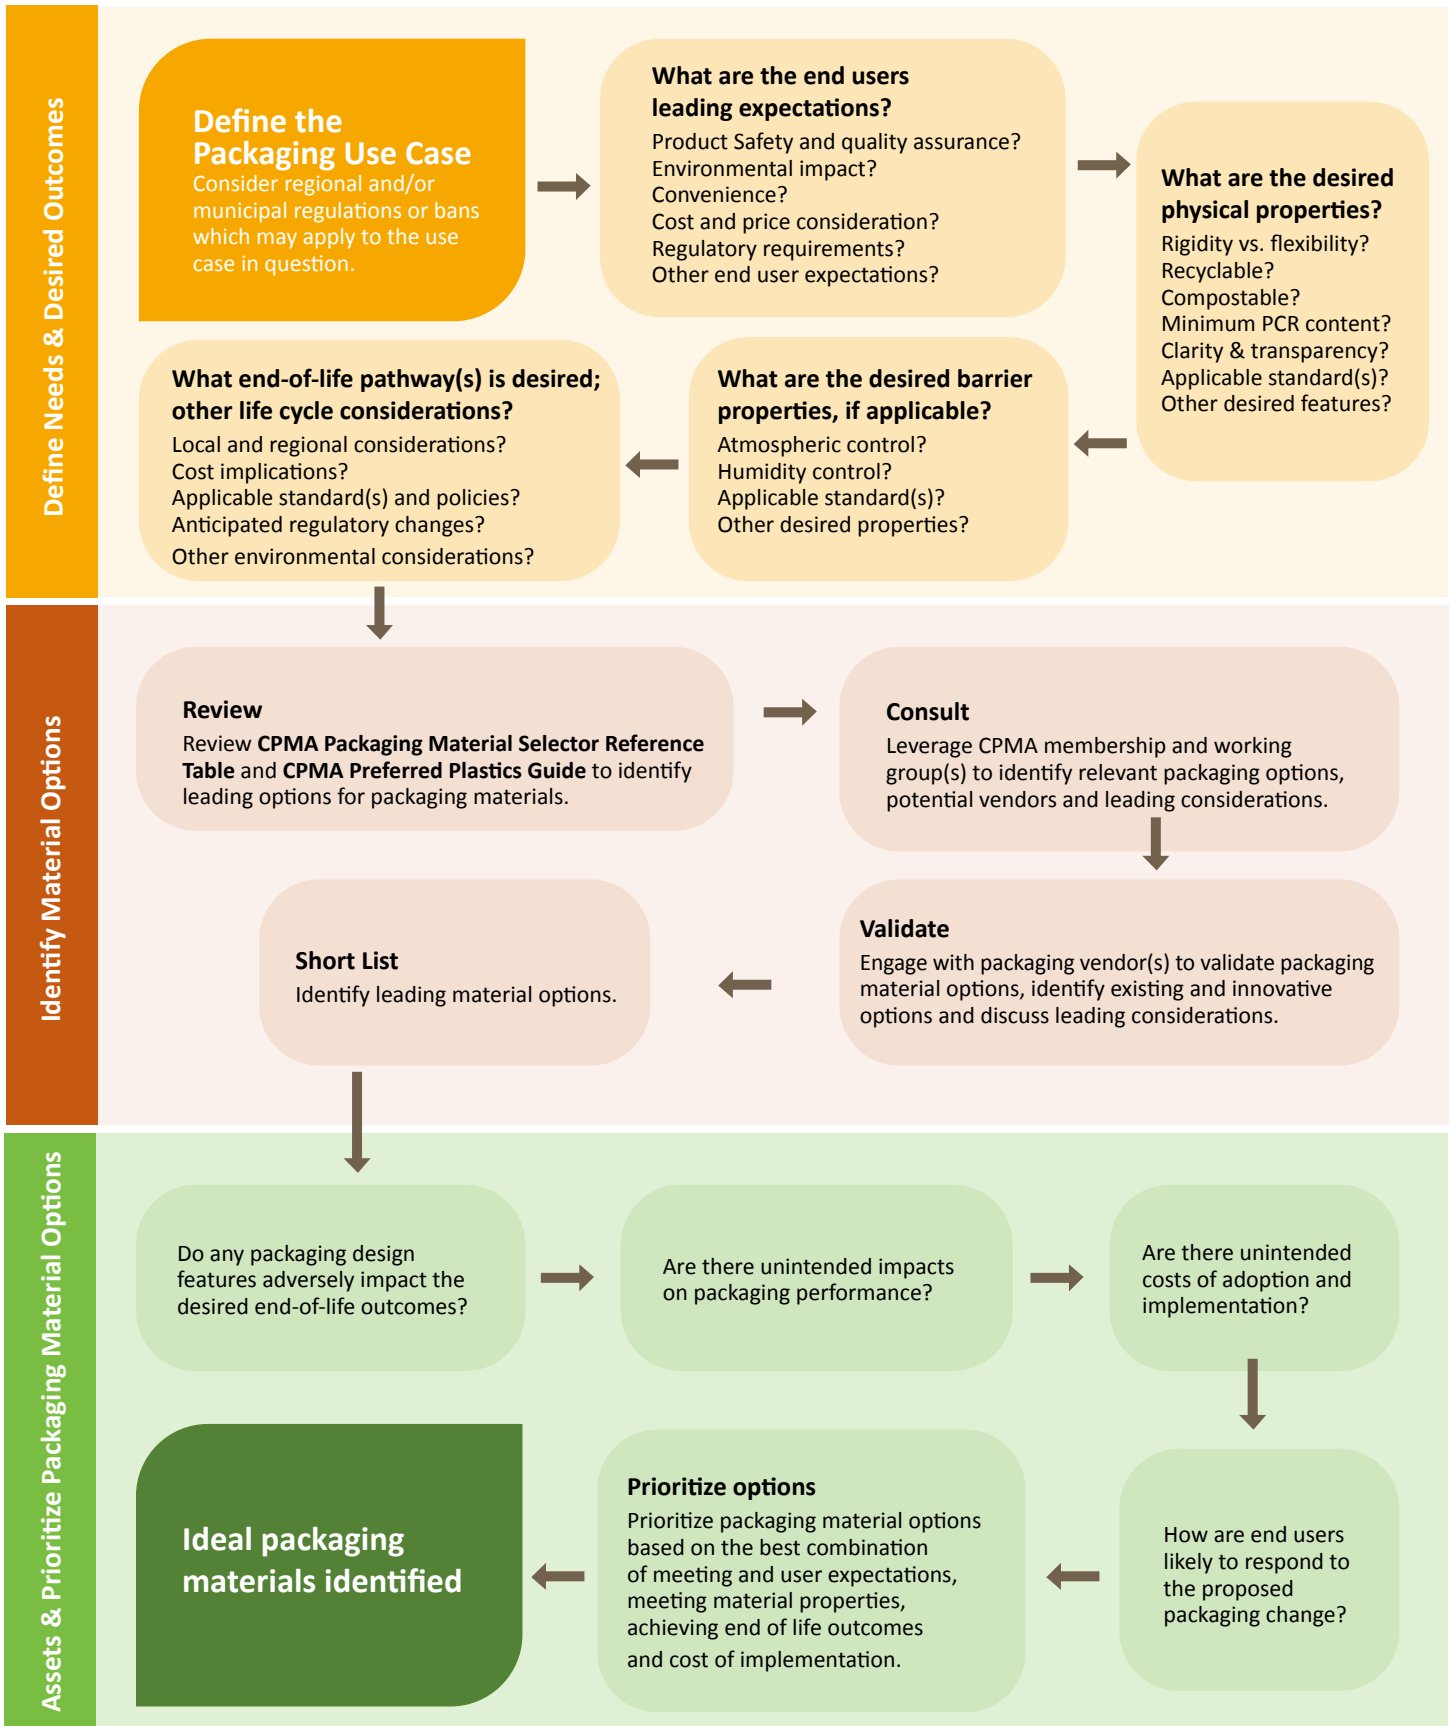 Define Needs & Desired Outcomes
Define the
Packaging Use Case
Consider regional and/or
municipal regulations or bans
which may apply to the use
case in question.
What are the end users
leading expectations?
Product Safety and quality assurance?
Environmental impact?
Convenience?
Cost and price consideration?
Regulatory requirements?
Other end user expectations?
What are the desired
physical properties?
Rigidity vs. flexibility?
Recyclable?
Compostable?
Minimum PCR content?
Clarity & transparency?
Applicable standard(s)?
Other desired features?
What are the desired barrier
properties, if applicable?
Atmospheric control?
Humidity control?
Applicable standard(s)?
Other desired properties?
What end-of-life pathway(s) is desired;
other life cycle considerations?
Local and regional considerations?
Cost implications?
Applicable standard(s) and policies?
Anticipated regulatory changes?
Other environmental considerations?
Identify Material Options
Review
Review CPMA Packaging Material Selector Reference
Table and CPMA Preferred Plastics Guide to identify
leading options for packaging materials.
Consult
Leverage CPMA membership and working
group(s) to identify relevant packaging options,
potential vendors and leading considerations.
Validate
Engage with packaging vendor(s) to validate packaging
material options, identify existing and innovative
options and discuss leading considerations.
Short List
Identify leading material options.
Assets & Prioritize Packaging Material Options
Do any packaging design
features adversely impact the
desired end-of-life outcomes?
Are there unintended impacts
on packaging performance?
Are there unintended
costs of adoption and
implementation?
How are end users
likely to respond to
the proposed
packaging change?
Prioritize options
Prioritize packaging material options
based on the best combination
of meeting and user expectations,
meeting material properties,
achieving end of life outcomes
and cost of implementation.
Ideal packaging
materials identified